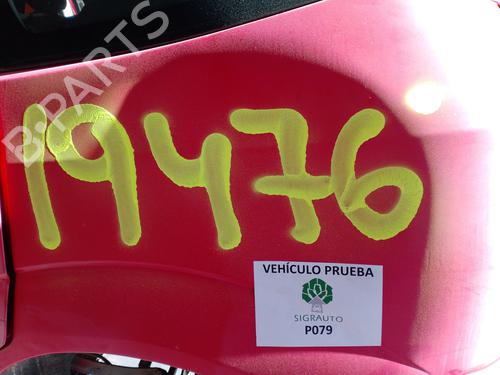 B-PARTS
19476
VEHÍCULO PRUEBA
SIGRAUTO
P079